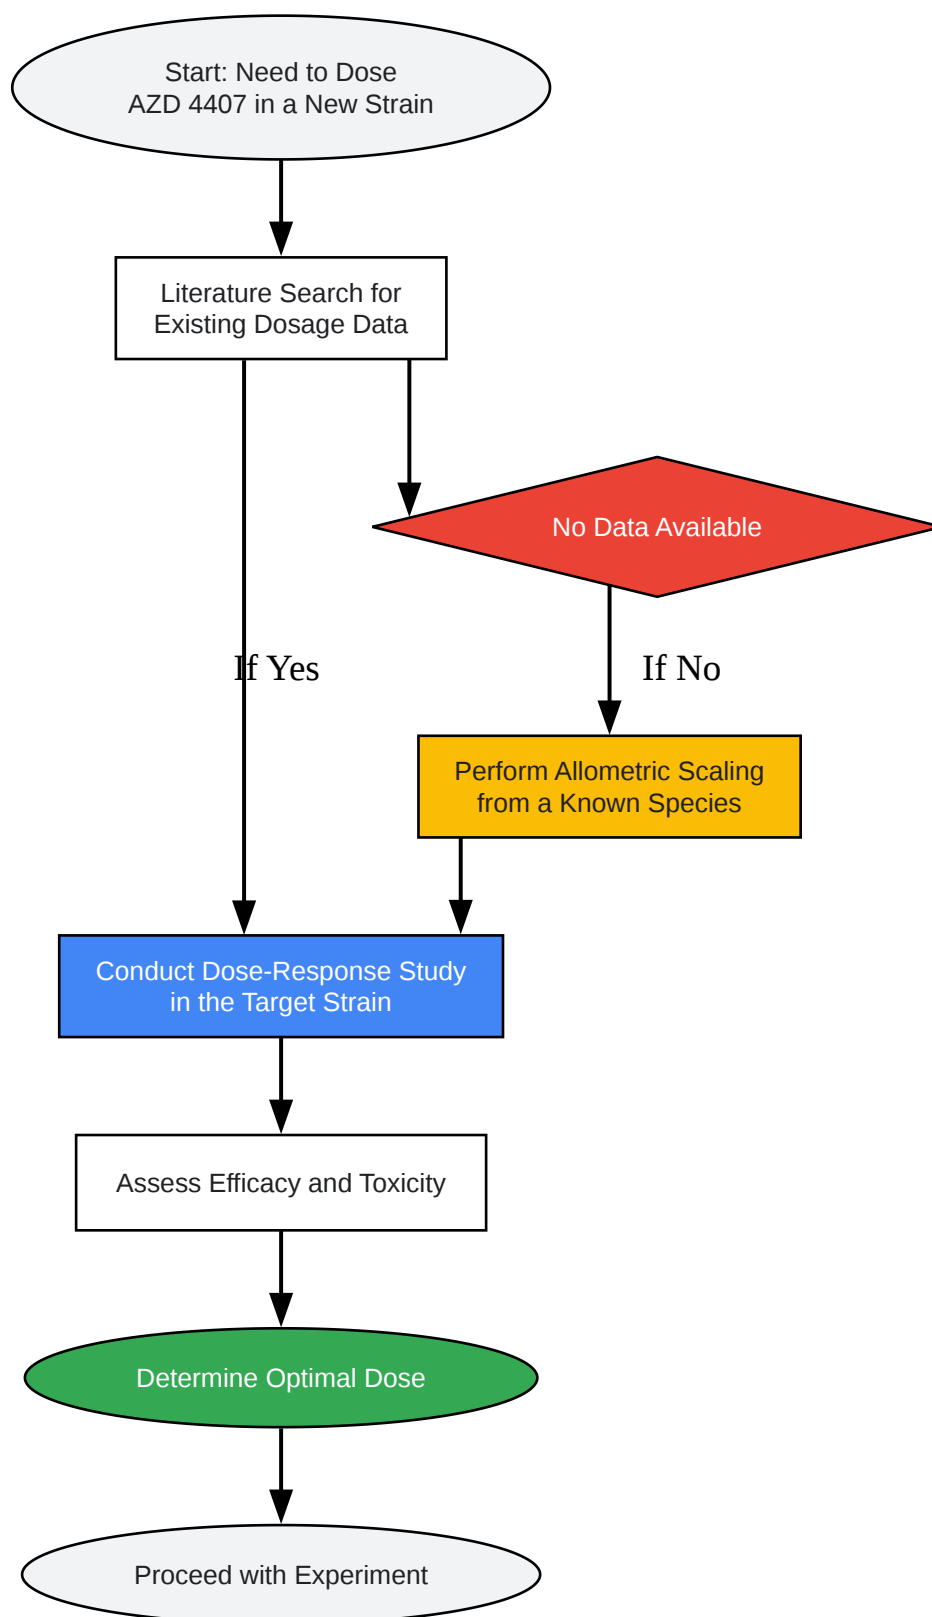 Start: Need to Dose
AZD 4407 in a New Strain
Literature Search for
Existing Dosage Data
No Data Available
If Yes
If No
Perform Allometric Scaling
from a Known Species
Conduct Dose-Response Study
in the Target Strain
Assess Efficacy and Toxicity
Determine Optimal Dose
Proceed with Experiment